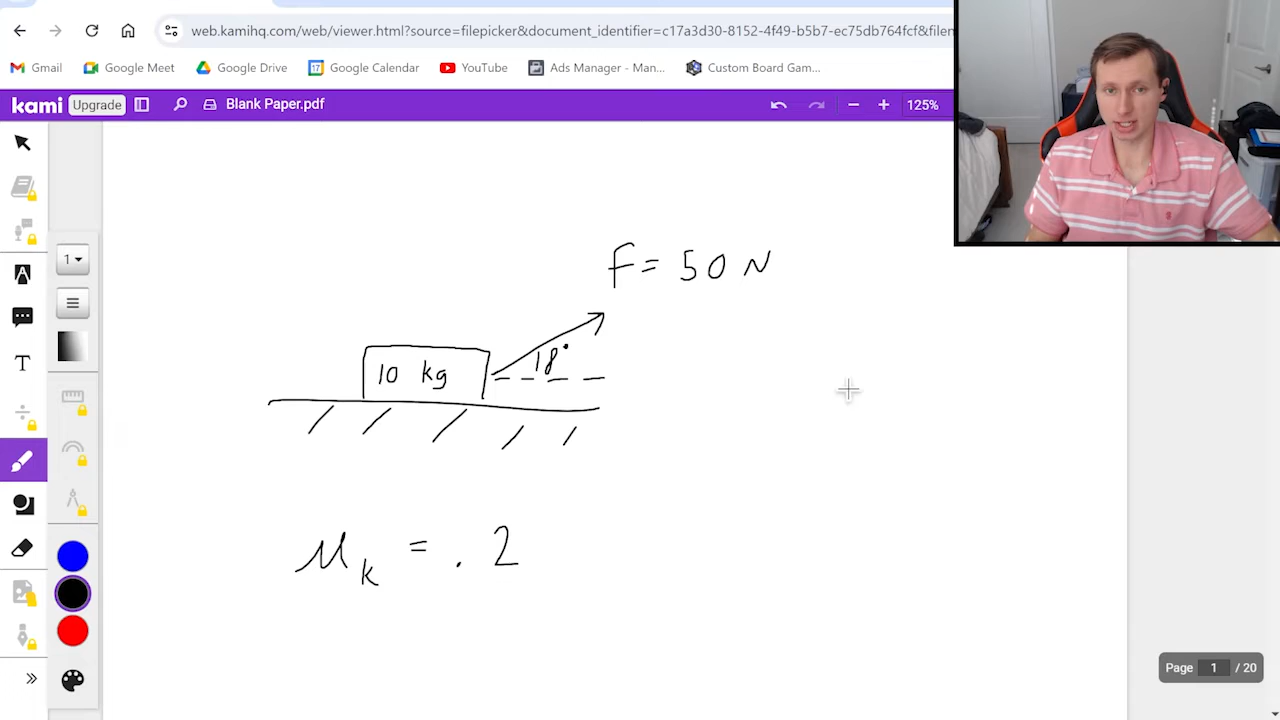 web.kamihq.com/web/viewer.html?source=filepicker&document_identifier=c17a3d30-8152-4f49-b5b7-ec75db764fcf&filen
Gmail
Google Meet
Google Drive
17
Google Calendar
YouTube
Ads Manager - Man...
Custom Board Gam...
kami
Upgrade
Blank Paper.pdf
125%
A
T
1
F = 50 N
18°
10 kg
μk = .2
Page 1 / 20